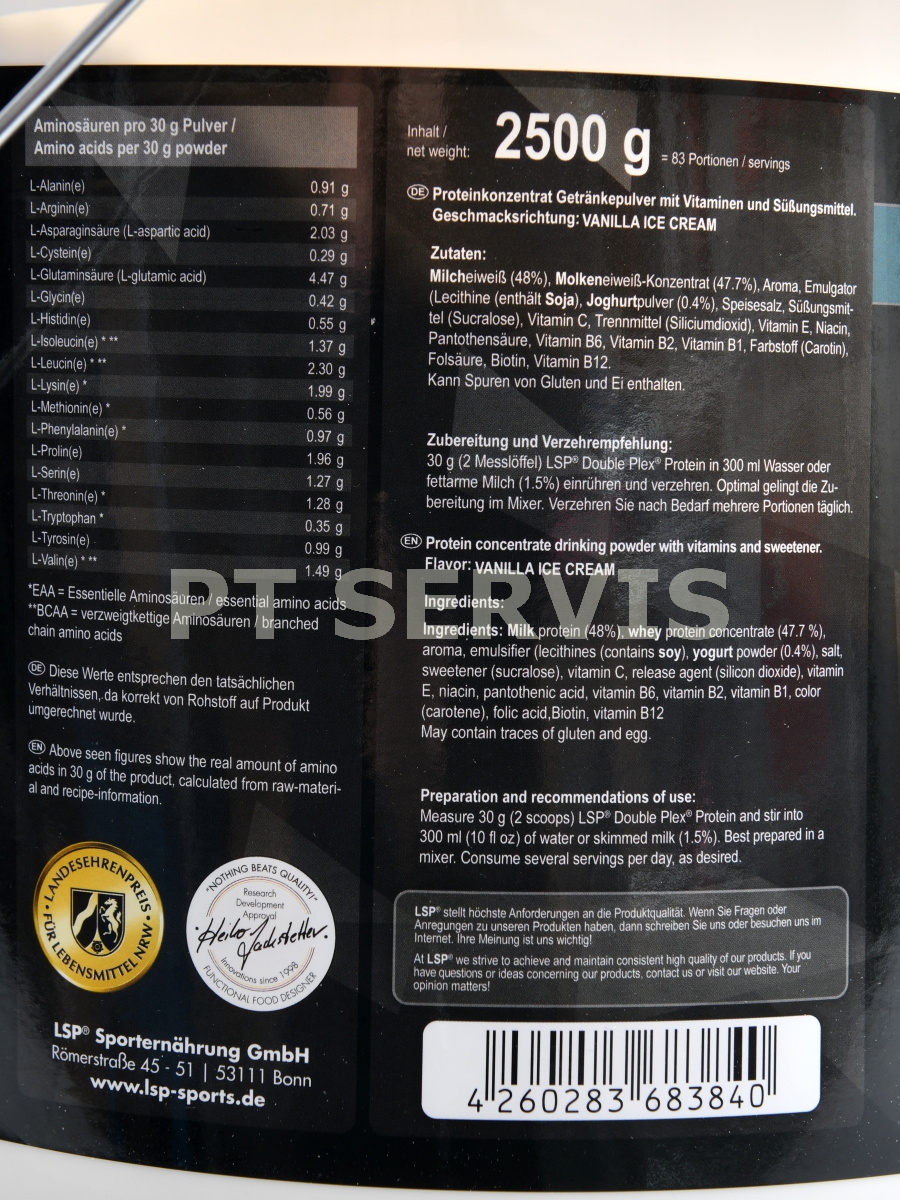 Aminosäuren pro 30 g Pulver /
Amino acids per 30 g powder
L-Alanin(e) 0.91 g
L-Arginin(e) 0.71 g
L-Asparaginsäure (L-aspartic acid) 2.03 g
L-Cystein(e) 0.29 g
L-Glutaminsäure (L-glutamic acid) 4.47 g
L-Glycin(e) 0.42 g
L-Histidin(e) 0.55 g
L-Isoleucin(e) * ** 1.37 g
L-Leucin(e) * ** 2.30 g
L-Lysin(e) * 1.99 g
L-Methionin(e) * 0.56 g
L-Phenylalanin(e) * 0.97 g
L-Prolin(e) 1.96 g
L-Serin(e) 1.27 g
L-Threonin(e) * 1.28 g
L-Tryptophan * 0.35 g
L-Tyrosin(e) 0.99 g
L-Valin(e) * ** 1.49 g
*EAA = Essentielle Aminosäuren / essential amino acids
**BCAA = verzweigtkettige Aminosäuren / branched
chain amino acids
DE Diese Werte entsprechen den tatsächlichen
Verhältnissen, da korrekt von Rohstoff auf Produkt
umgerechnet wurde.
EN Above seen figures show the real amount of amino
acids in 30 g of the product, calculated from raw-materi-
al and recipe-information.
• LANDESEHRENPREIS •
FÜR LEBENSMITTEL NRW
"NOTHING BEATS QUALITY!"
Research
Development
Approval
Heiko Jackstetter
Innovations since 1998
FUNCTIONAL FOOD DESIGNER
LSP® Sporternährung GmbH
Römerstraße 45 - 51 | 53111 Bonn
www.lsp-sports.de
Inhalt /
net weight: 2500 g = 83 Portionen / servings
DE Proteinkonzentrat Getränkepulver mit Vitaminen und Süßungsmittel.
Geschmacksrichtung: VANILLA ICE CREAM
Zutaten:
Milcheiweiß (48%), Molkeneiweiß-Konzentrat (47.7%), Aroma, Emulgator
(Lecithine (enthält Soja), Joghurtpulver (0.4%), Speisesalz, Süßungsmit-
tel (Sucralose), Vitamin C, Trennmittel (Siliciumdioxid), Vitamin E, Niacin,
Pantothensäure, Vitamin B6, Vitamin B2, Vitamin B1, Farbstoff (Carotin),
Folsäure, Biotin, Vitamin B12.
Kann Spuren von Gluten und Ei enthalten.
Zubereitung und Verzehrempfehlung:
30 g (2 Messlöffel) LSP® Double Plex® Protein in 300 ml Wasser oder
fettarme Milch (1.5%) einrühren und verzehren. Optimal gelingt die Zu-
bereitung im Mixer. Verzehren Sie nach Bedarf mehrere Portionen täglich.
EN Protein concentrate drinking powder with vitamins and sweetener.
Flavor: VANILLA ICE CREAM
PT SERVIS
Ingredients:
Ingredients: Milk protein (48%), whey protein concentrate (47.7 %),
aroma, emulsifier (lecithines (contains soy), yogurt powder (0.4%), salt,
sweetener (sucralose), vitamin C, release agent (silicon dioxide), vitamin
E, niacin, pantothenic acid, vitamin B6, vitamin B2, vitamin B1, color
(carotene), folic acid,Biotin, vitamin B12
May contain traces of gluten and egg.
Preparation and recommendations of use:
Measure 30 g (2 scoops) LSP® Double Plex® Protein and stir into
300 ml (10 fl oz) of water or skimmed milk (1.5%). Best prepared in a
mixer. Consume several servings per day, as desired.
LSP® stellt höchste Anforderungen an die Produktqualität. Wenn Sie Fragen oder
Anregungen zu unseren Produkten haben, dann schreiben Sie uns oder besuchen uns im
Internet. Ihre Meinung ist uns wichtig!
At LSP® we strive to achieve and maintain consistent high quality of our products. If you
have questions or ideas concerning our products, contact us or visit our website. Your
opinion matters!
4 260283 683840